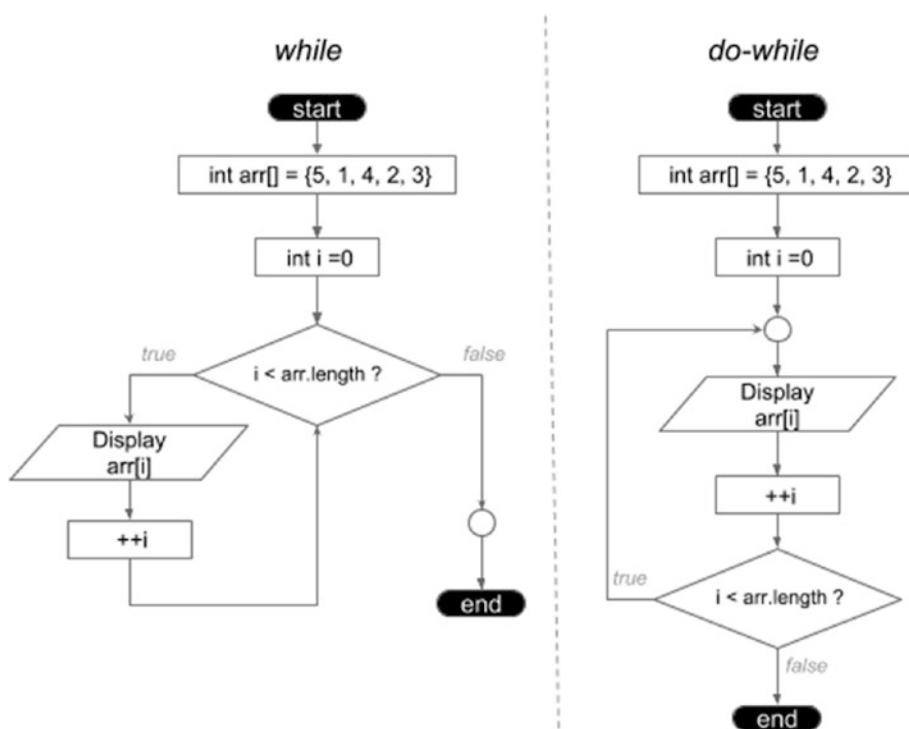 while
start
int arr[] = {5, 1, 4, 2, 3}
int i =0
i < arr.length ?
true
false
Display
arr[i]
++i
end
do-while
start
int arr[] = {5, 1, 4, 2, 3}
int i =0
Display
arr[i]
++i
i < arr.length ?
true
false
end